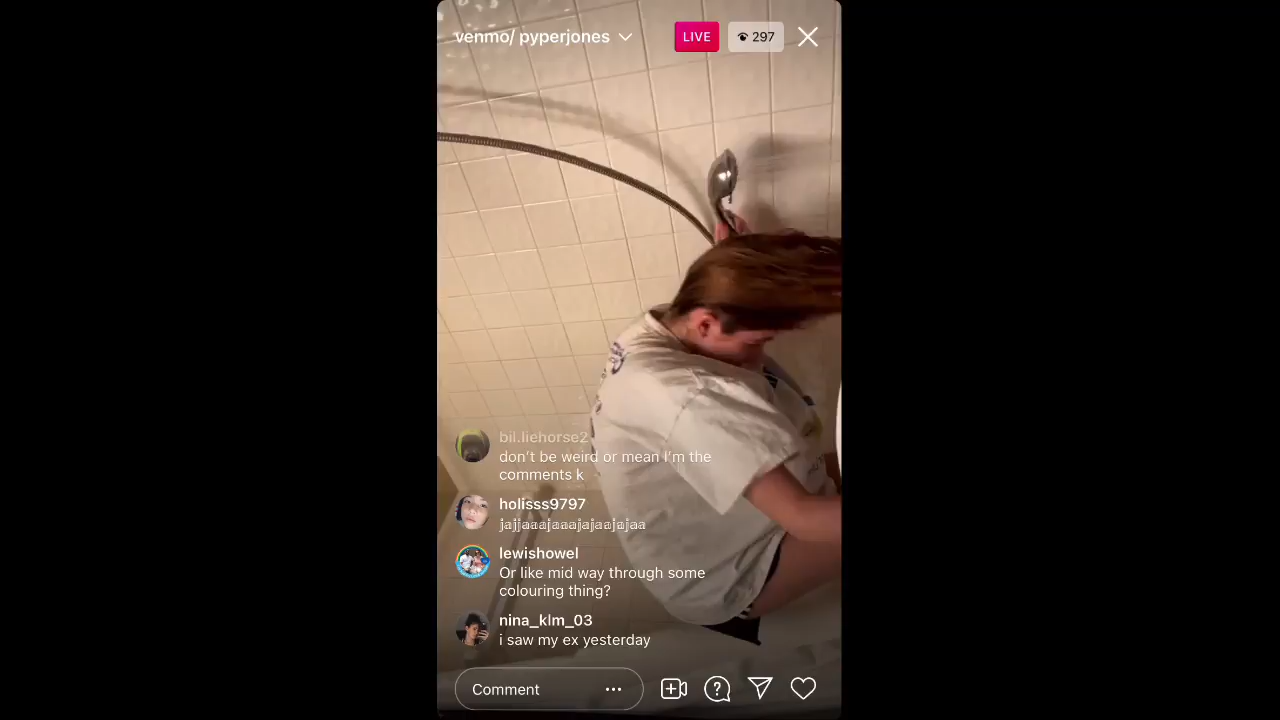 venmo/ pyperjones
LIVE
297
bil.liehorse2
don't be weird or mean I'm the
comments k
holisss9797
jajjaaajaaajajaajajaa
lewishowel
Or like mid way through some
colouring thing?
nina_klm_03
i saw my ex yesterday
Comment